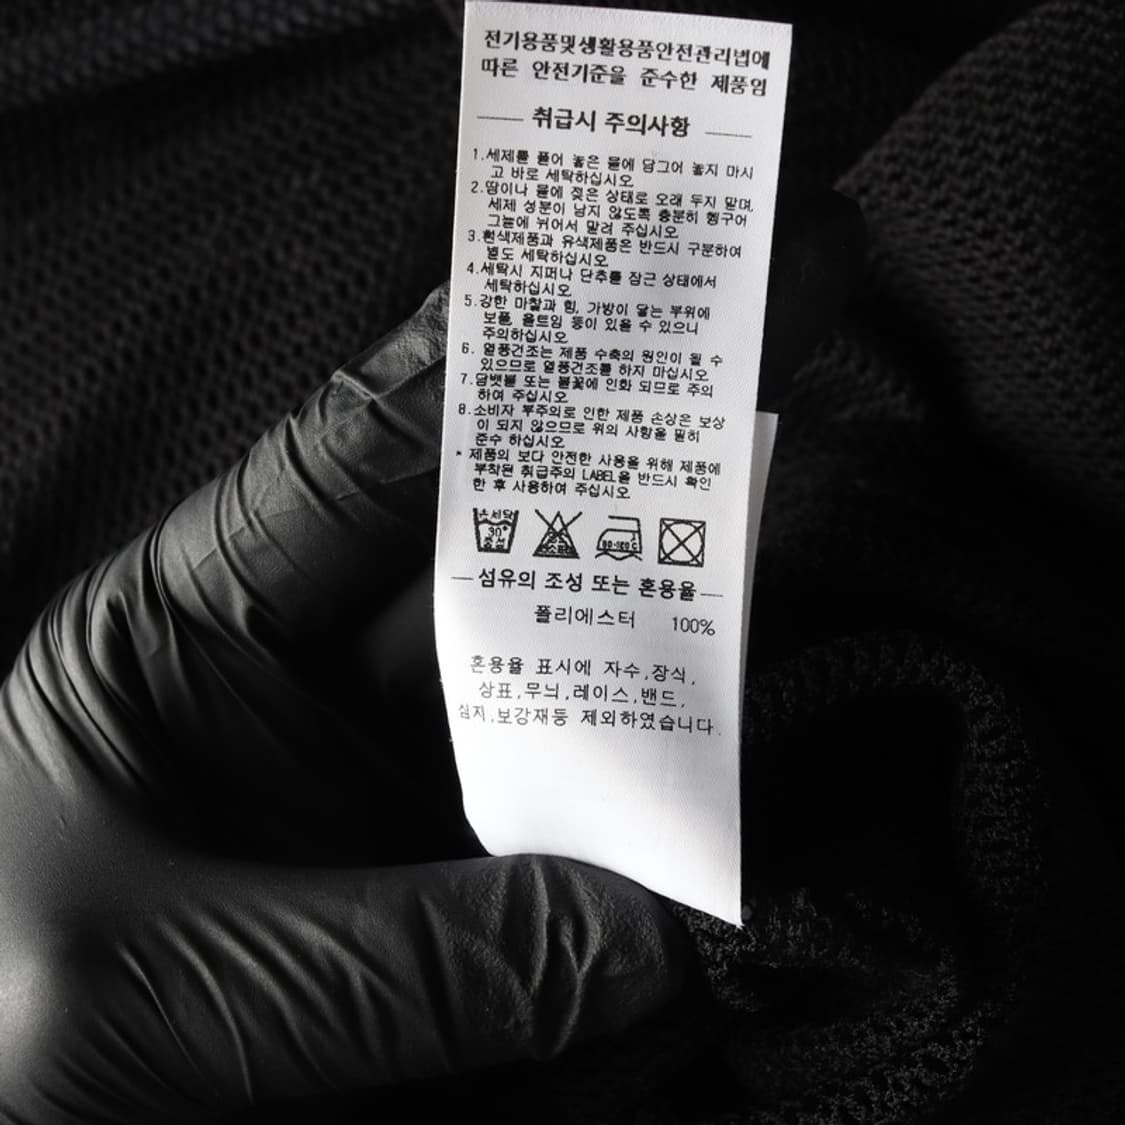 전기용품및생활용품안전관리법에
따른 안전기준을 준수한 제품임
취급시 주의사항
1.세제를 풀어 놓은 물에 담그어 놓지 마시
고 바로 세탁하십시오.
2.땀이나 물에 젖은 상태로 오래 두지 말며,
세제 성분이 남지 않도록 충분히 헹구어
그늘에 뉘어서 말려 주십시오.
3.흰색제품과 유색제품은 반드시 구분하여
별도 세탁하십시오.
4.세탁시 지퍼나 단추를 잠근 상태에서
세탁하십시오.
5.강한 마찰과 힘, 가방이 닿는 부위에
보풀, 올트임 등이 있을 수 있으니
주의하십시오.
6. 열풍건조는 제품 수축의 원인이 될 수
있으므로 열풍건조를 하지 마십시오.
7.담뱃불 또는 불꽃에 인화 되므로 주의
하여 주십시오.
8.소비자 부주의로 인한 제품 손상은 보상
이 되지 않으므로 위의 사항을 필히
준수 하십시오.
* 제품의 보다 안전한 사용을 위해 제품에
부착된 취급주의 LABEL을 반드시 확인
한 후 사용하여 주십시오.
손세탁
30°
중성
80-120℃
섬유의 조성 또는 혼용율
폴리에스터 100%
혼용율 표시에 자수,장식,
상표,무늬,레이스,밴드,
심지,보강재등 제외하였습니다.